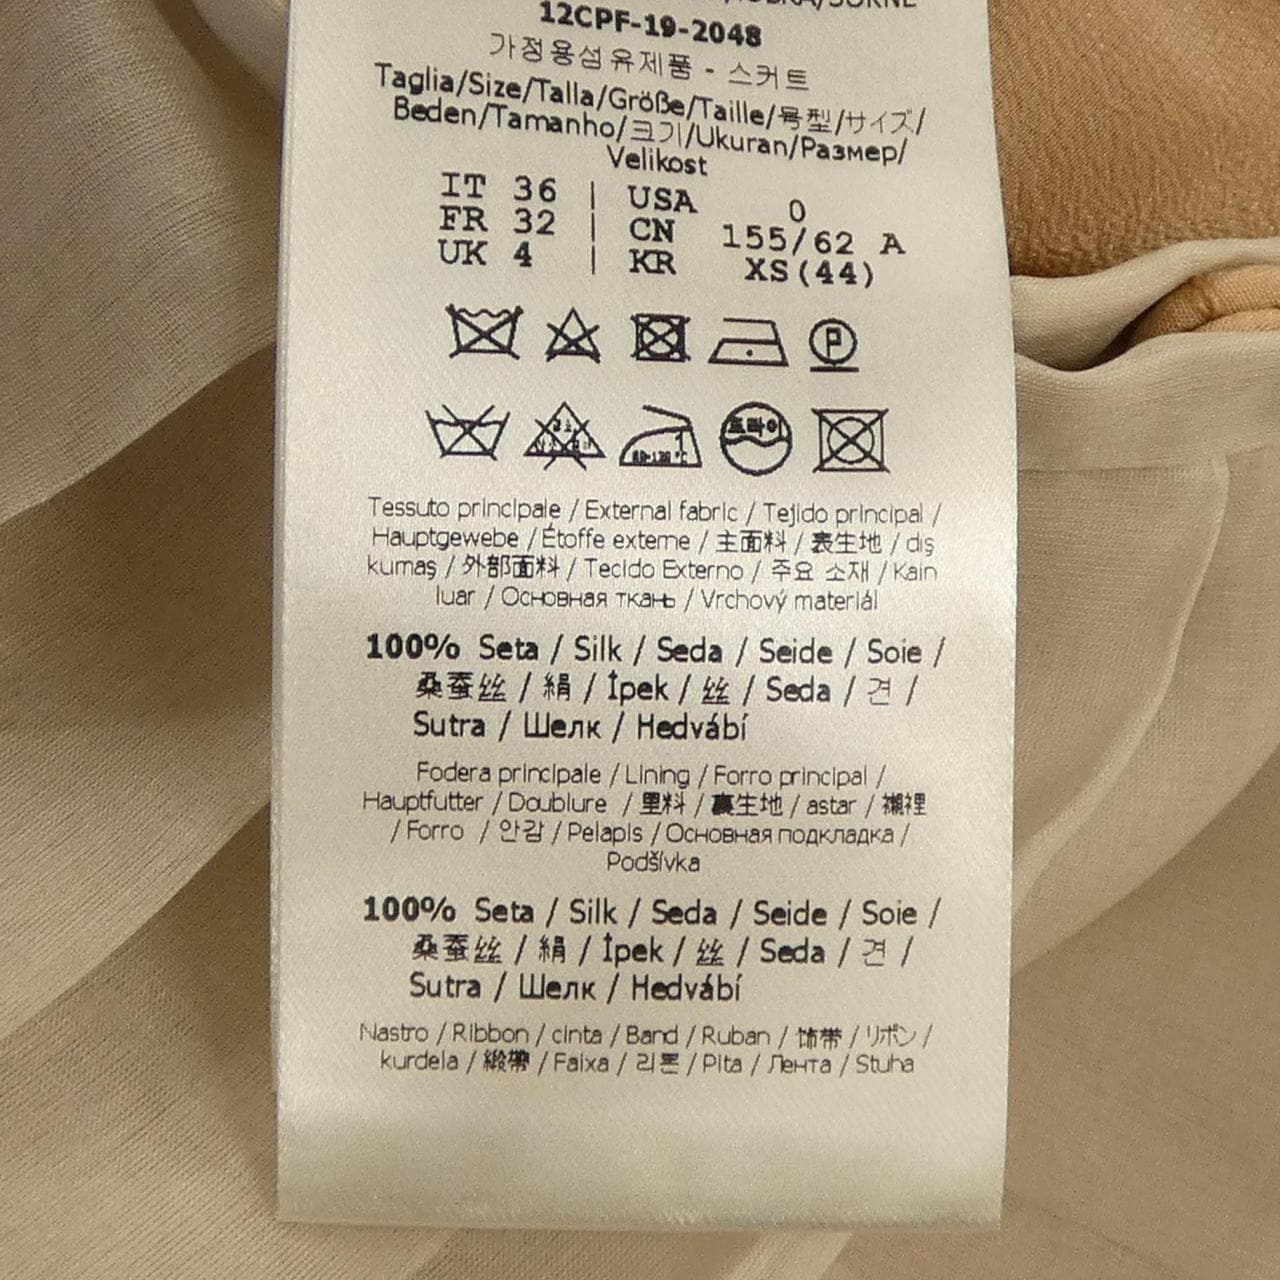 12CPF-19-2048
가정용섬유제품 - 스커트
Taglia/Size/Talla/Größe/Taille/号型/サイズ/
Beden/Tamanho/크기/Ukuran/Размер/
Velikost
IT 36 | USA 0
FR 32 | CN 155/62 A
UK 4 | KR XS(44)
P
드라이
Tessuto principale / External fabric / Tejido principal /
Hauptgewebe / Étoffe externe / 主面料 / 表生地 / dış
kumaş / 外部面料 / Tecido Externo / 주요 소재 / Kain
luar / Основная ткань / Vrchový materiál
100% Seta / Silk / Seda / Seide / Soie /
桑蚕丝 / 絹 / İpek / 丝 / Seda / 견 /
Sutra / Шелк / Hedvábí
Fodera principale / Lining / Forro principal /
Hauptfutter / Doublure / 里料 / 裏生地 / astar / 襯裡
/ Forro / 안감 / Pelapis / Основная подкладка /
Podšívka
100% Seta / Silk / Seda / Seide / Soie /
桑蚕丝 / 絹 / İpek / 丝 / Seda / 견 /
Sutra / Шелк / Hedvábí
Nastro / Ribbon / cinta / Band / Ruban / 饰带 / リボン /
kurdela / 緞帶 / Faixa / 리본 / Pita / Лента / Stuha